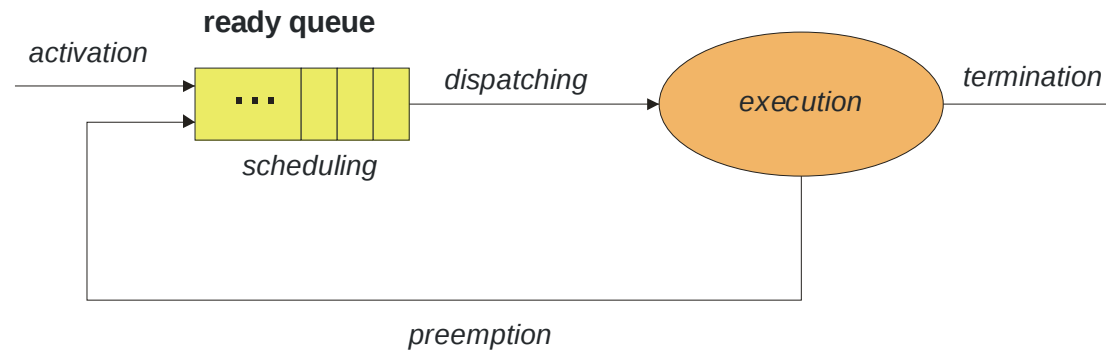 ready queue
activation
dispatching
termination
...
execution
scheduling
preemption